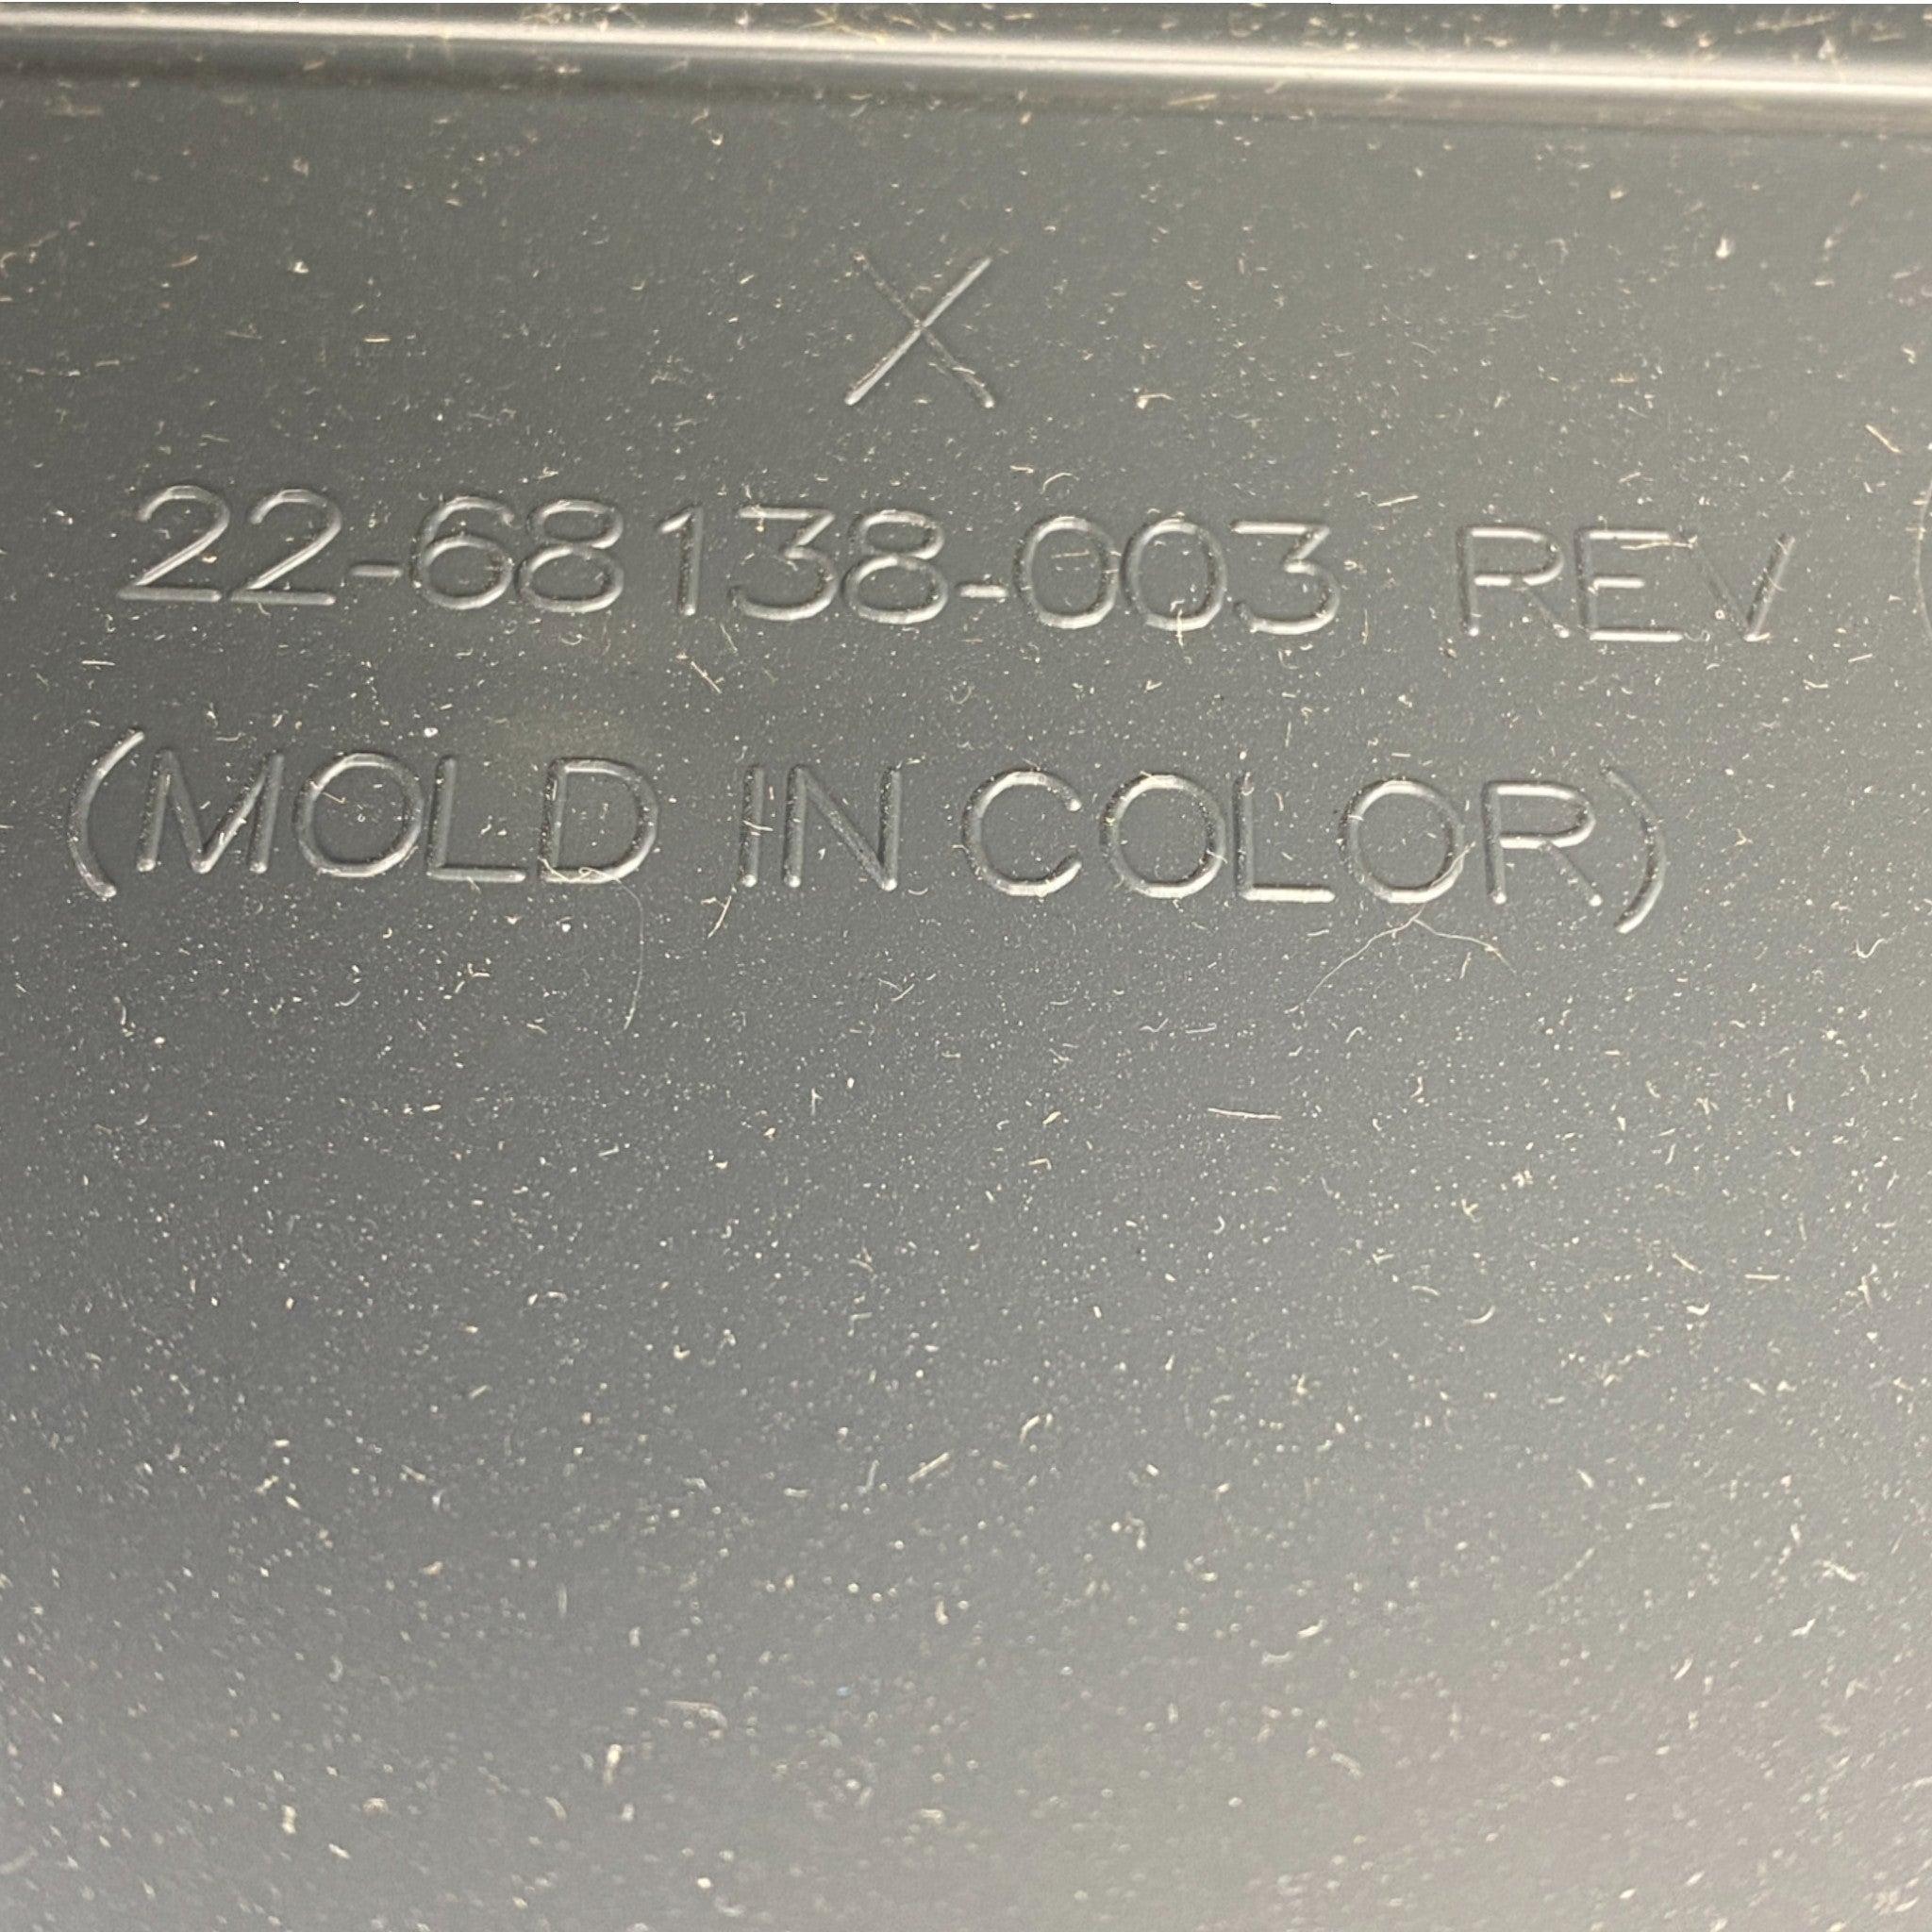 X
22-68138-003 REV
(MOLD IN COLOR)